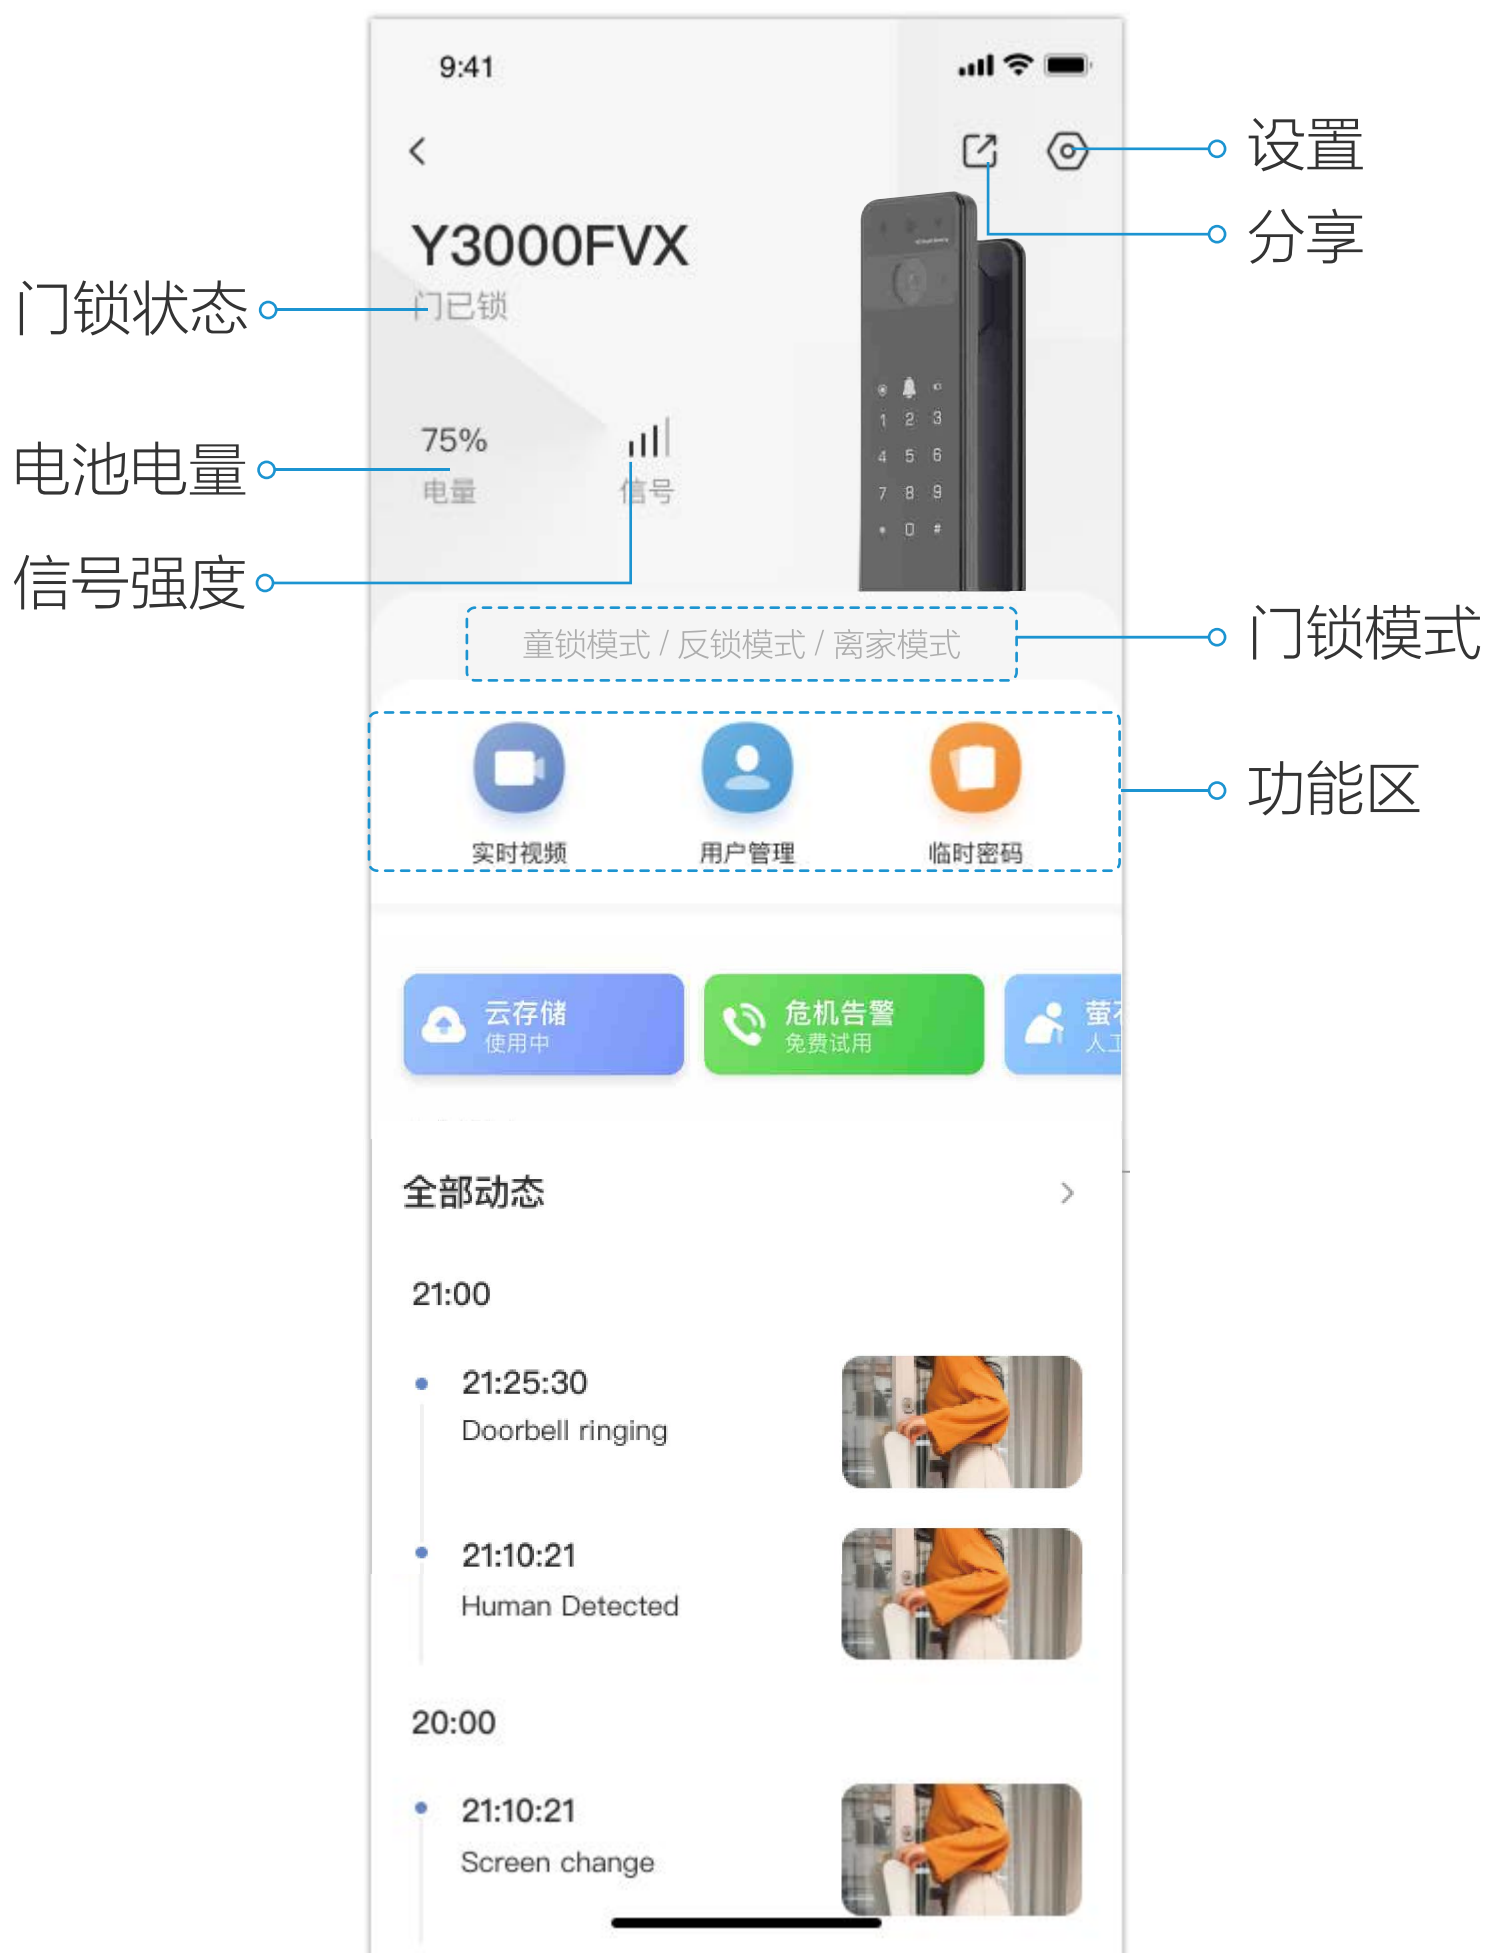 9:41
设置
分享
Y3000FVX
门锁状态
门已锁
75%
电池电量
电量
信号
信号强度
1 2 3
4 5 6
7 8 9
* 0 #
童锁模式 / 反锁模式 / 离家模式
门锁模式
功能区
实时视频
用户管理
临时密码
云存储
使用中
危机告警
免费试用
萤
人工
全部动态
21:00
21:25:30
Doorbell ringing
21:10:21
Human Detected
20:00
21:10:21
Screen change